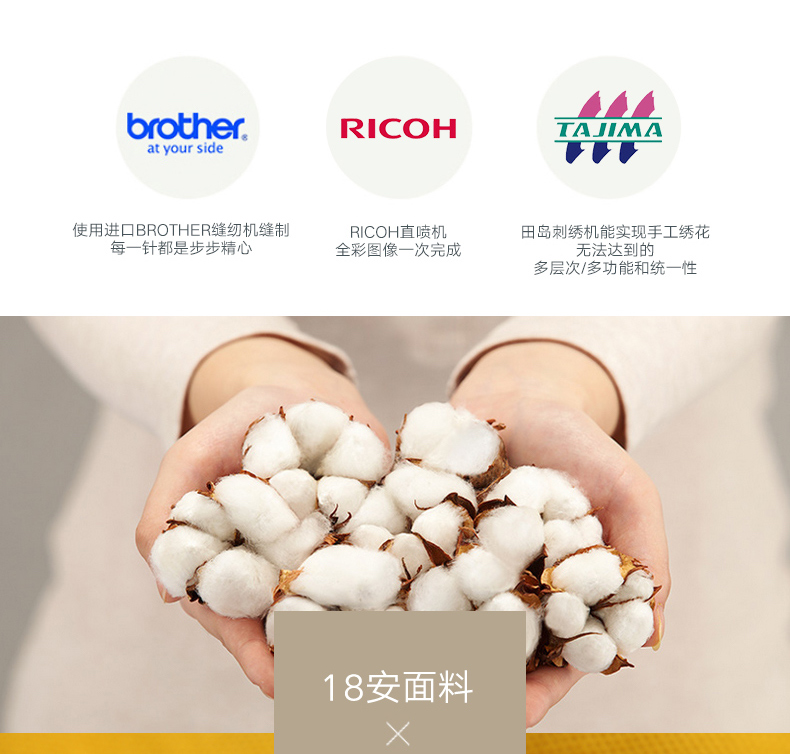 brother
at your side
RICOH
TAJIMA
使用进口BROTHER缝纫机缝制
每一针都是步步精心
RICOH直喷机
全彩图像一次完成
田岛刺绣机能实现手工绣花
无法达到的
多层次/多功能和统一性
18安面料